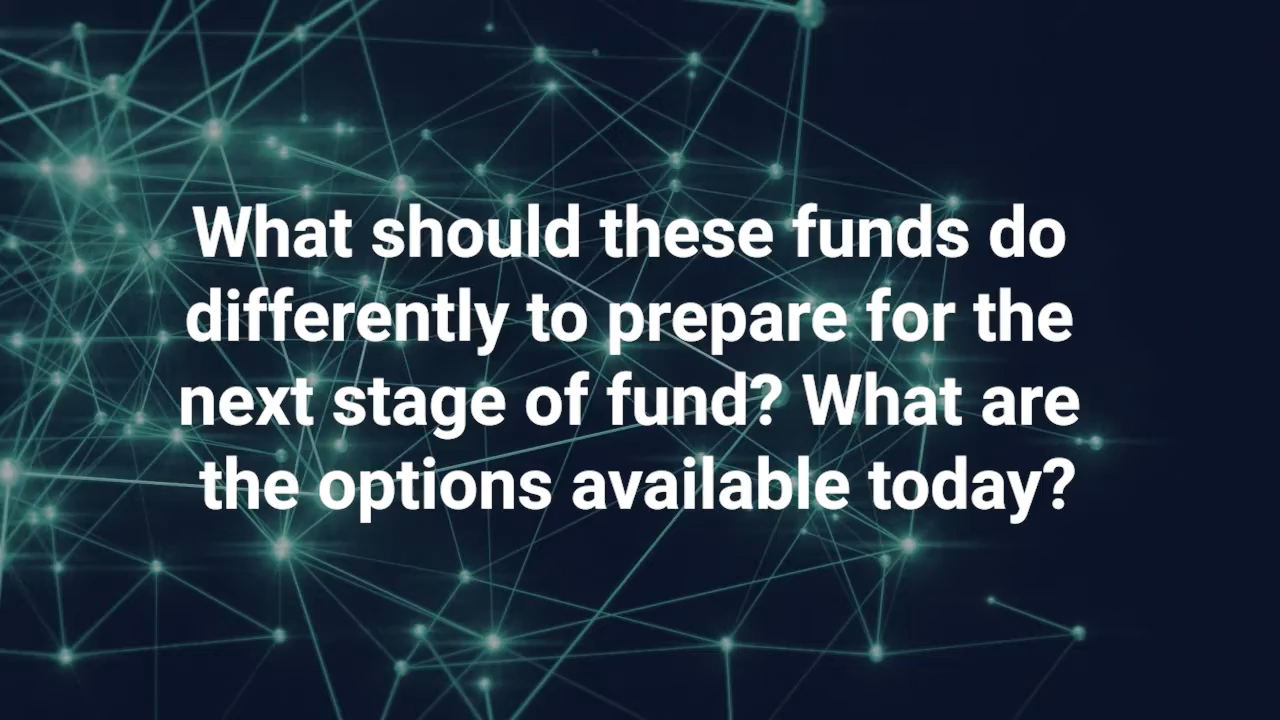 What should these funds do
differently to prepare for the
next stage of fund? What are
the options available today?